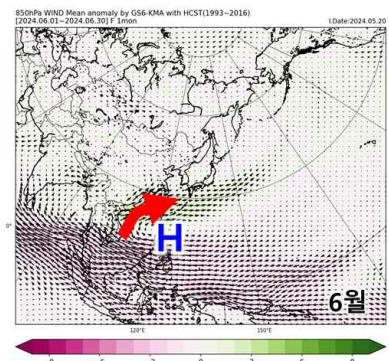 850hPa WIND Mean anomaly by GS6-KMA with HCST(1993~2016)
[2024.06.01~2024.06.30] F 1mon
I.Date:2024.05.20
0°
H
6월
120°E
150°E